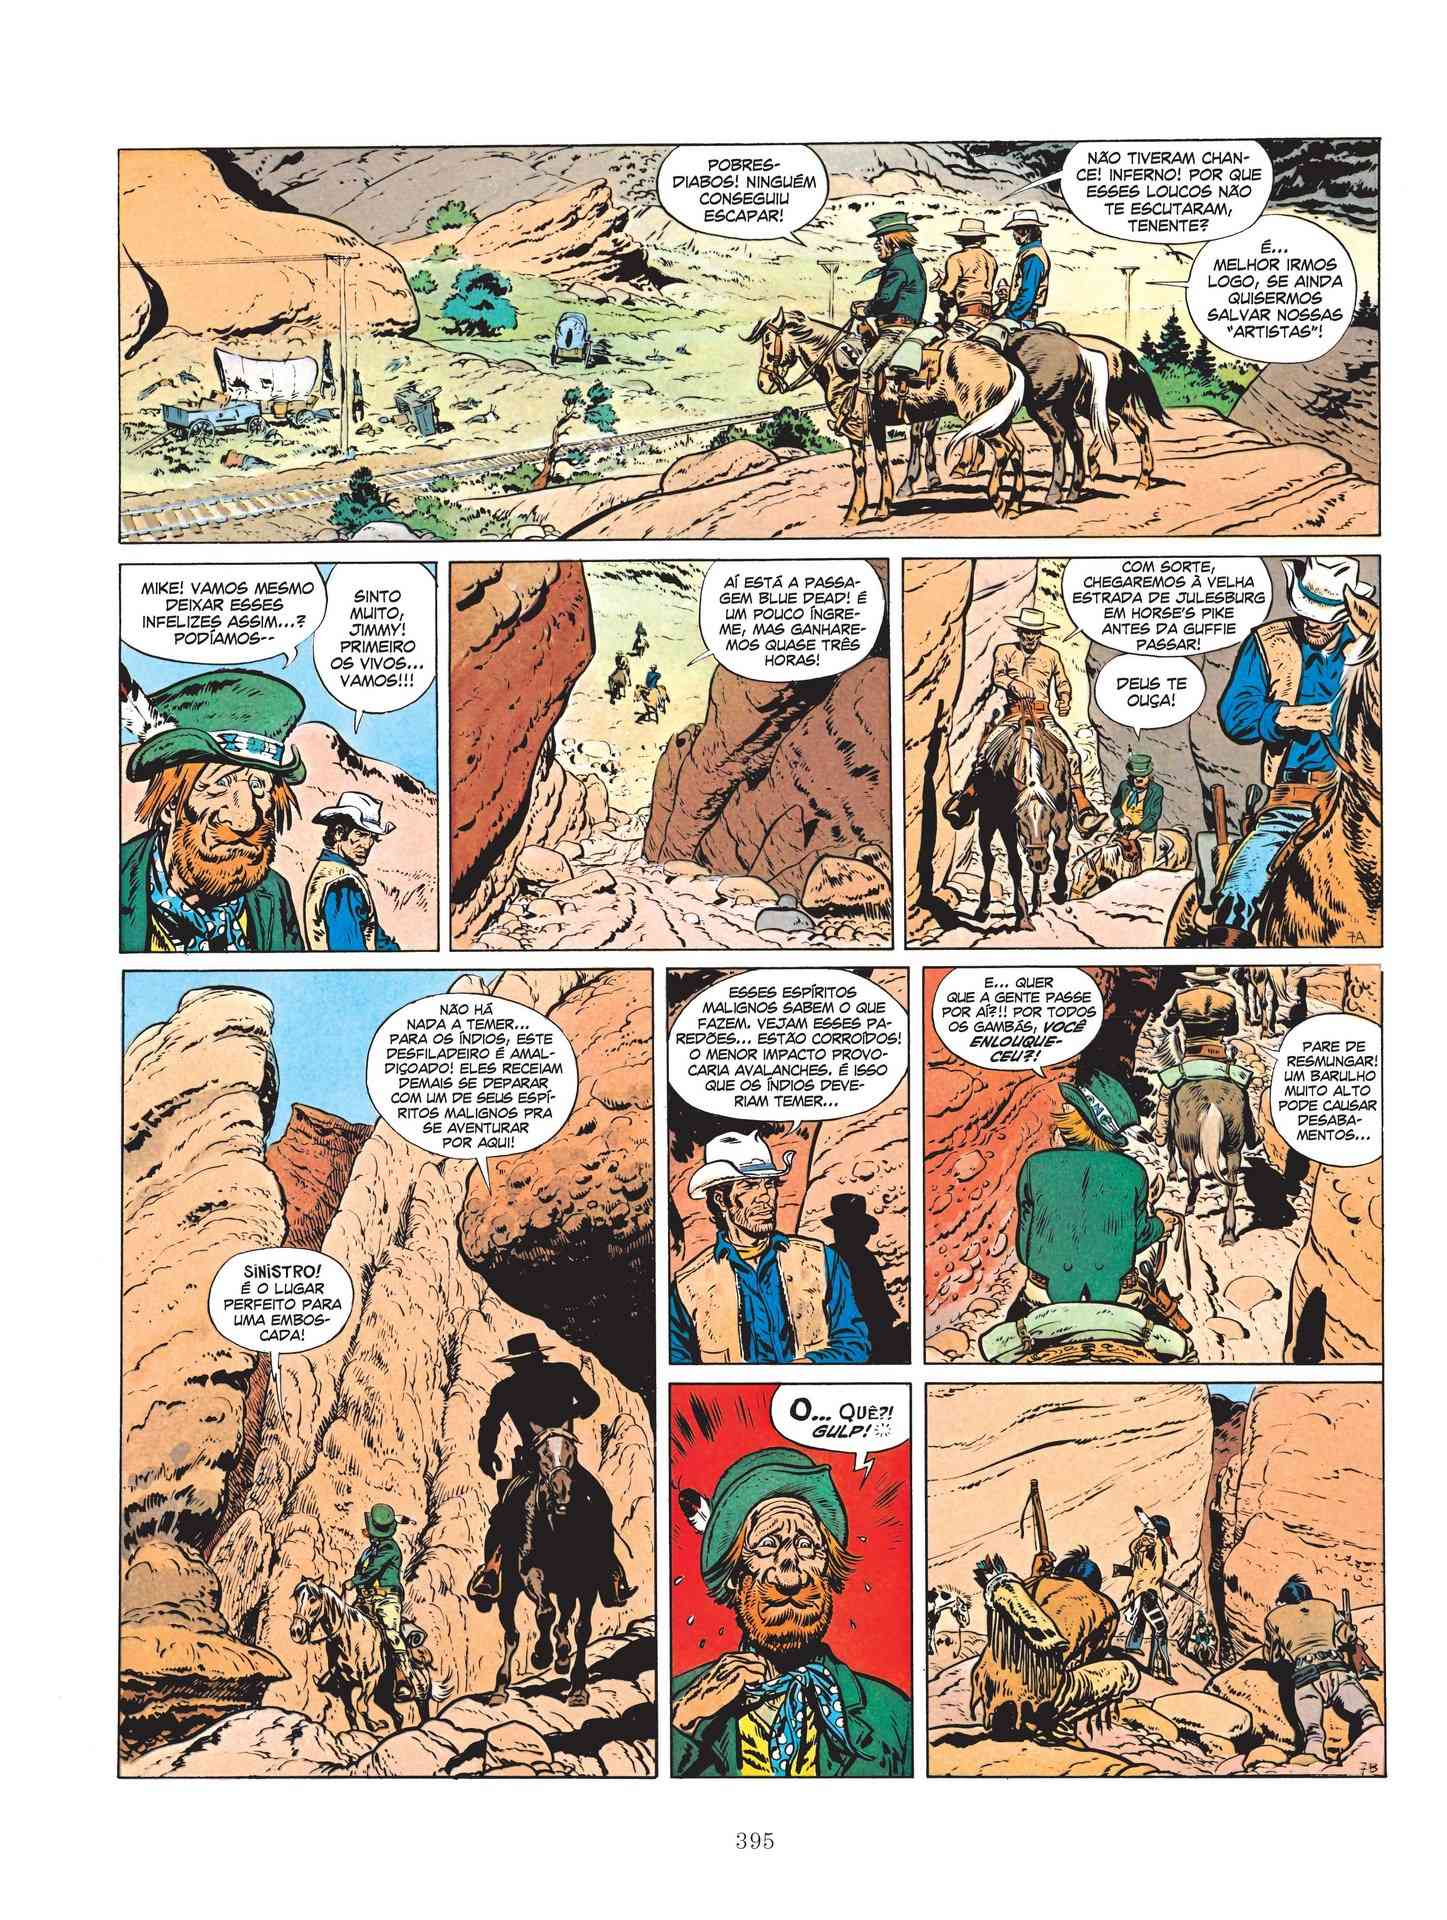 POBRES-
DIABOS! NINGUÉM
CONSEGUIU
ESCAPAR!
NÃO TIVERAM CHAN-
CE! INFERNO! POR QUE
ESSES LOUCOS NÃO
TE ESCUTARAM,
TENENTE?
É...
MELHOR IRMOS
LOGO, SE AINDA
QUISERMOS
SALVAR NOSSAS
"ARTISTAS"!
MIKE! VAMOS MESMO
DEIXAR ESSES
INFELIZES ASSIM...?
PODÍAMOS--
SINTO
MUITO,
JIMMY!
PRIMEIRO
OS VIVOS...
VAMOS!!!
AÍ ESTÁ A PASSA-
GEM BLUE DEAD! É
UM POUCO ÍNGRE-
ME, MAS GANHARE-
MOS QUASE TRÊS
HORAS!
COM SORTE,
CHEGAREMOS À VELHA
ESTRADA DE JULESBURG
EM HORSE'S PIKE
ANTES DA GUFFIE
PASSAR!
DEUS TE
OUÇA!
7A
NÃO HÁ
NADA A TEMER...
PARA OS ÍNDIOS, ESTE
DESFILADEIRO É AMAL-
DIÇOADO! ELES RECEIAM
DEMAIS SE DEPARAR
COM UM DE SEUS ESPÍ-
RITOS MALIGNOS PRA
SE AVENTURAR
POR AQUI!
SINISTRO!
É O LUGAR
PERFEITO PARA
UMA EMBOS-
CADA!
ESSES ESPÍRITOS
MALIGNOS SABEM O QUE
FAZEM. VEJAM ESSES PA-
REDÕES... ESTÃO CORROÍDOS!
O MENOR IMPACTO PROVO-
CARIA AVALANCHES. É ISSO
QUE OS ÍNDIOS DEVE-
RIAM TEMER...
E... QUER
QUE A GENTE PASSE
POR AÍ?!! POR TODOS
OS GAMBÁS, VOCÊ
ENLOUQUE-
CEU?!
PARE DE
RESMUNGAR!
UM BARULHO
MUITO ALTO
PODE CAUSAR
DESABA-
MENTOS...
O... QUÊ?!
GULP!
7B
395